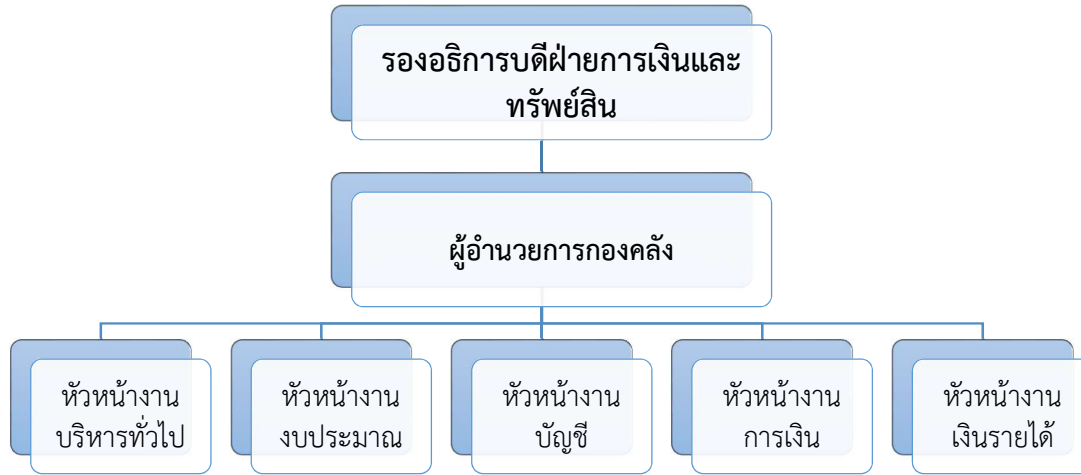 รองอธิการบดีฝ่ายการเงินและ
ทรัพย์สิน
ผู้อำนวยการกองคลัง
หัวหน้างาน
บริหารทั่วไป
หัวหน้างาน
งบประมาณ
หัวหน้างาน
บัญชี
หัวหน้างาน
การเงิน
หัวหน้างาน
เงินรายได้